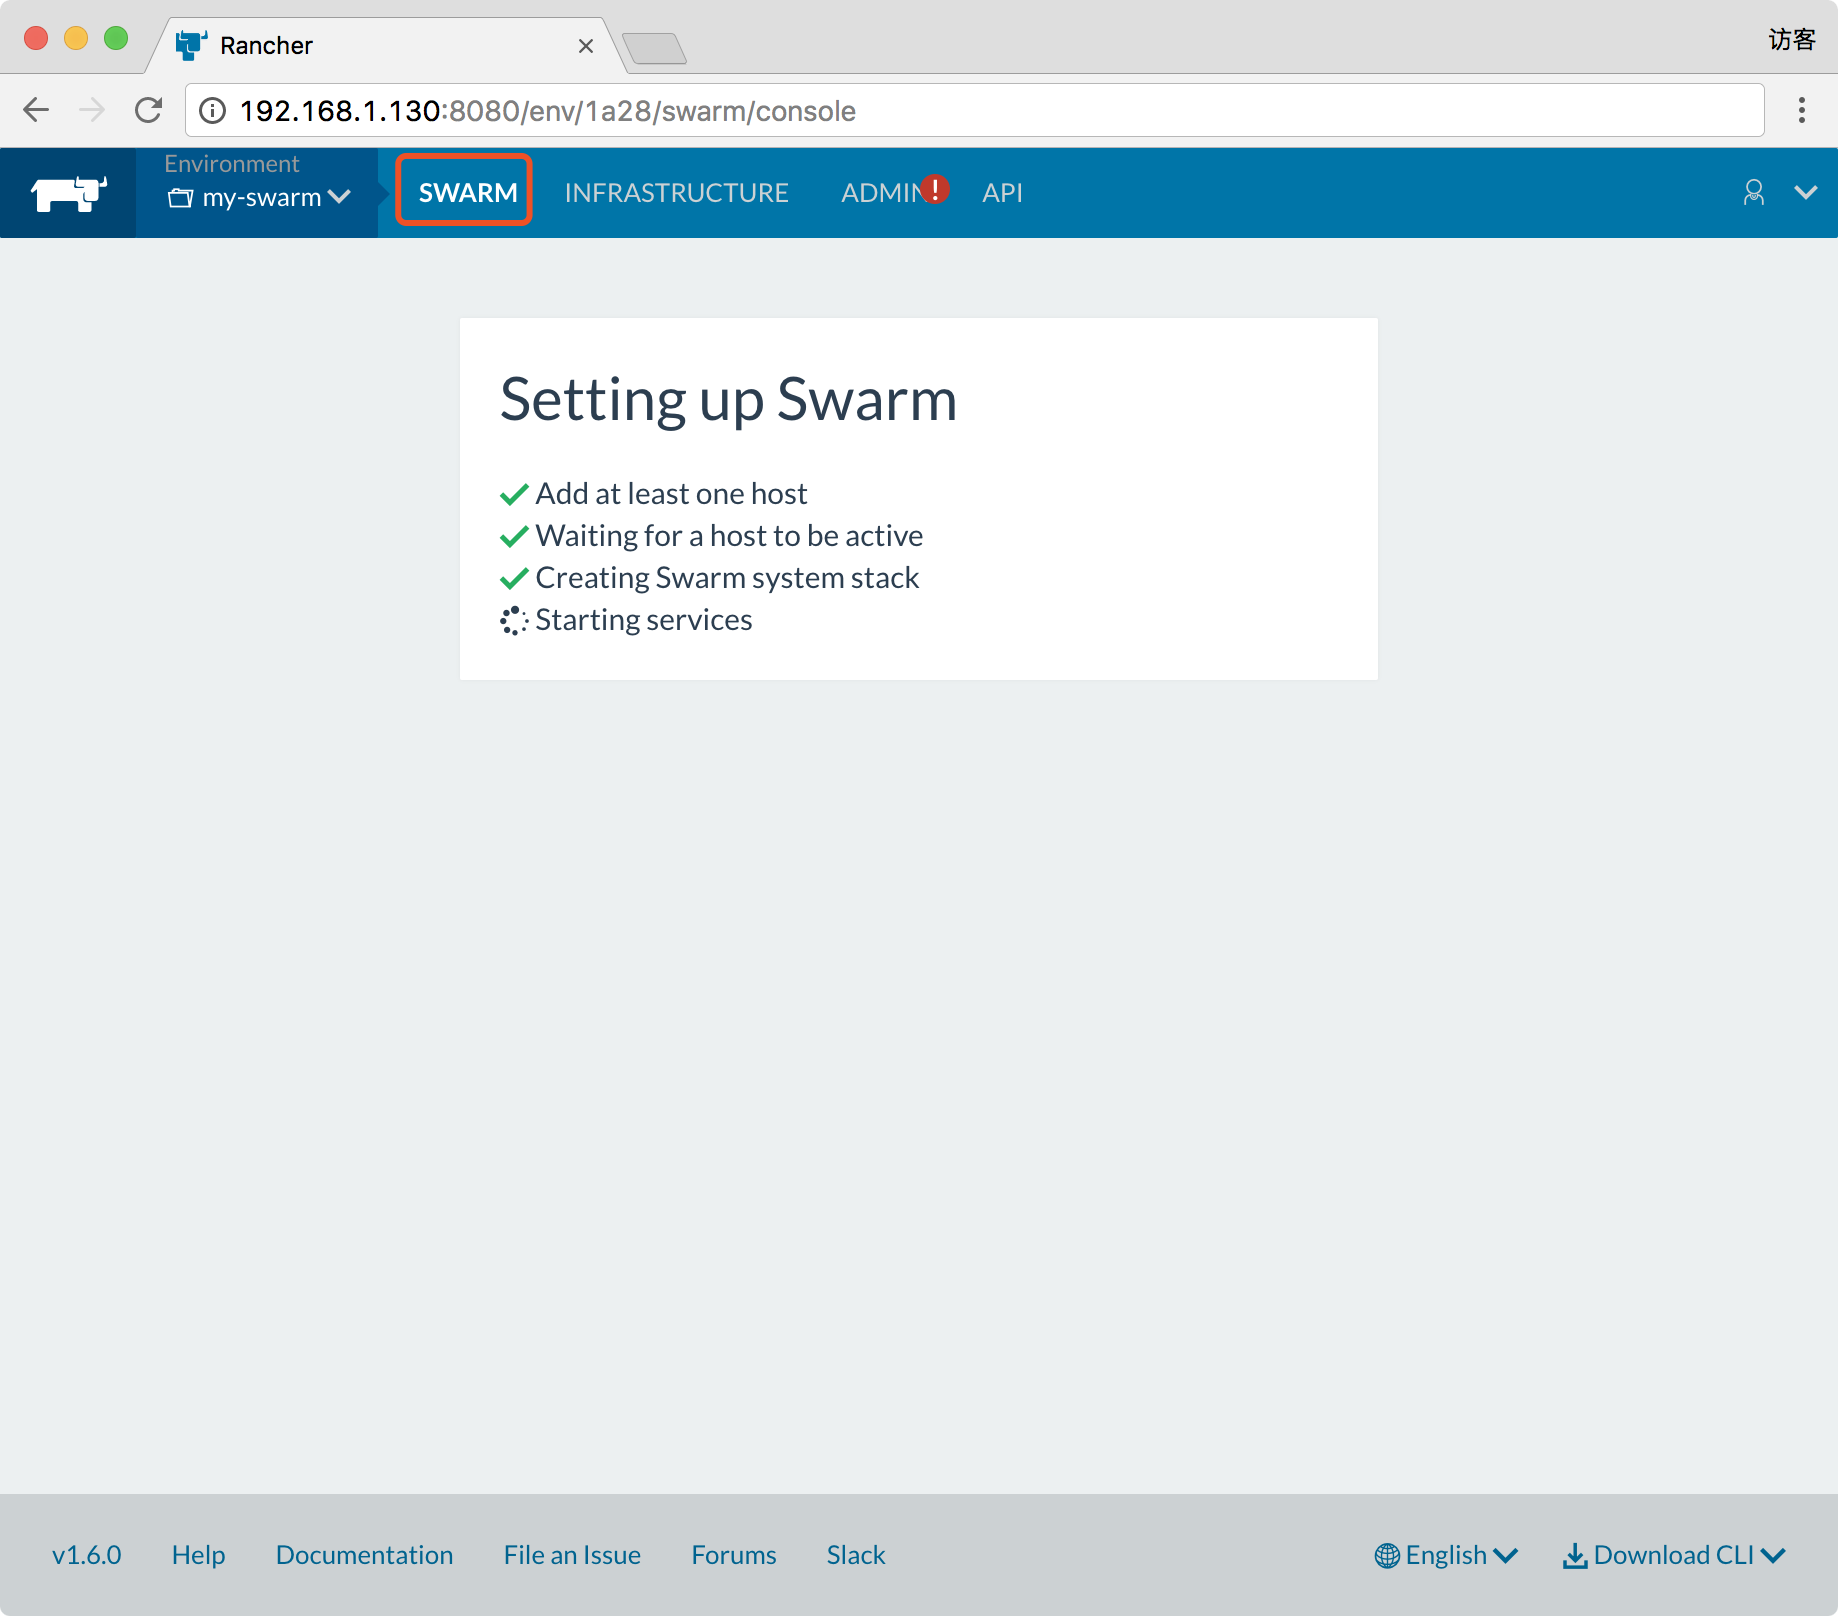 Rancher
访客
192.168.1.130:8080/env/1a28/swarm/console
Environment
my-swarm
SWARM INFRASTRUCTURE ADMIN ! API
Setting up Swarm
Add at least one host
Waiting for a host to be active
Creating Swarm system stack
Starting services
v1.6.0 Help Documentation File an Issue Forums Slack English Download CLI